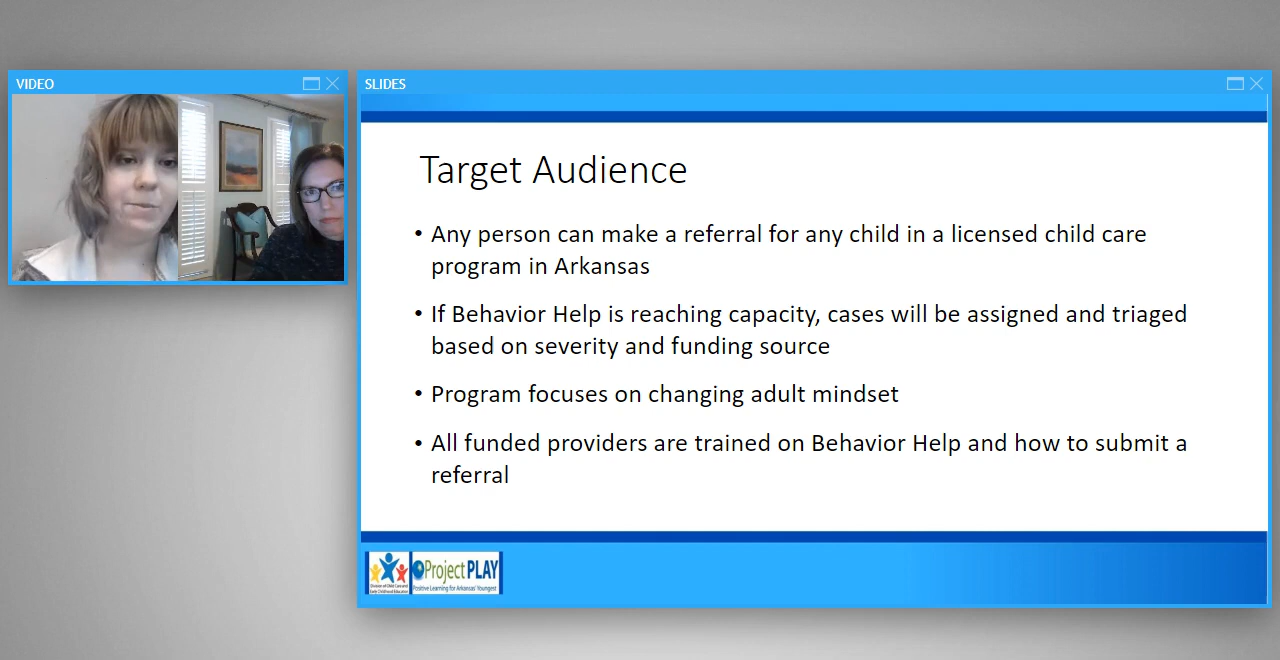 VIDEO
SLIDES
Target Audience
• Any person can make a referral for any child in a licensed child care
program in Arkansas
• If Behavior Help is reaching capacity, cases will be assigned and triaged
based on severity and funding source
• Program focuses on changing adult mindset
• All funded providers are trained on Behavior Help and how to submit a
referral
Division of Child Care and
Early Childhood Education
Project PLAY
Positive Learning for Arkansas' Youngest